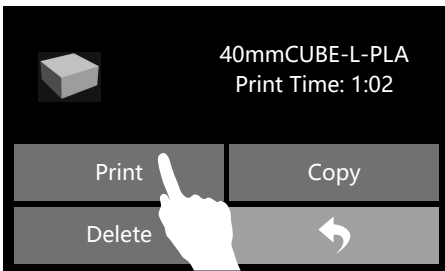 40mmCUBE-L-PLA
Print Time: 1:02
Print
Copy
Delete